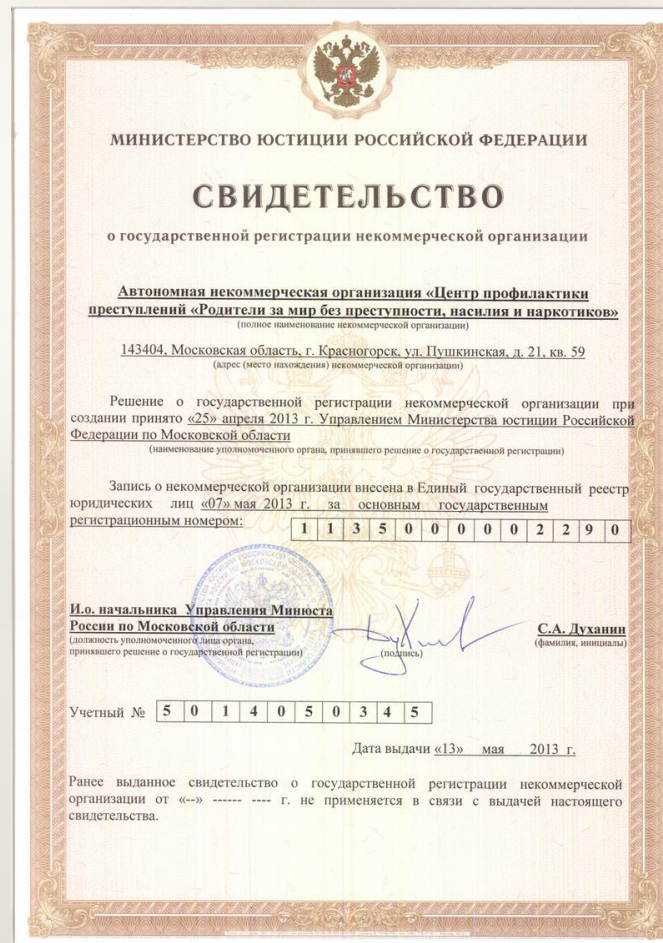 МИНИСТЕРСТВО ЮСТИЦИИ РОССИЙСКОЙ ФЕДЕРАЦИИ
СВИДЕТЕЛЬСТВО
о государственной регистрации некоммерческой организации
Автономная некоммерческая организация «Центр профилактики
преступлений «Родители за мир без преступности, насилия и наркотиков»
(полное наименование некоммерческой организации)
143404, Московская область, г. Красногорск, ул. Пушкинская, д. 21, кв. 59
(адрес (место нахождения) некоммерческой организации)
Решение о государственной регистрации некоммерческой организации при
создании принято «25» апреля 2013 г. Управлением Министерства юстиции Российской
Федерации по Московской области
(наименование уполномоченного органа, принявшего решение о государственной регистрации)
Запись о некоммерческой организации внесена в Единый государственный реестр
юридических лиц «07» мая 2013 г. за основным государственным
регистрационным номером: 1 1 3 5 0 0 0 0 0 2 2 9 0
И.о. начальника Управления Минюста
России по Московской области
(должность уполномоченного лица органа,
принявшего решение о государственной регистрации)
(подпись)
С.А. Духанин
(фамилия, инициалы)
Учетный № 5 0 1 4 0 5 0 3 4 5
Дата выдачи «13» мая 2013 г.
Ранее выданное свидетельство о государственной регистрации некоммерческой
организации от «--» ------ ---- г. не применяется в связи с выдачей настоящего
свидетельства.